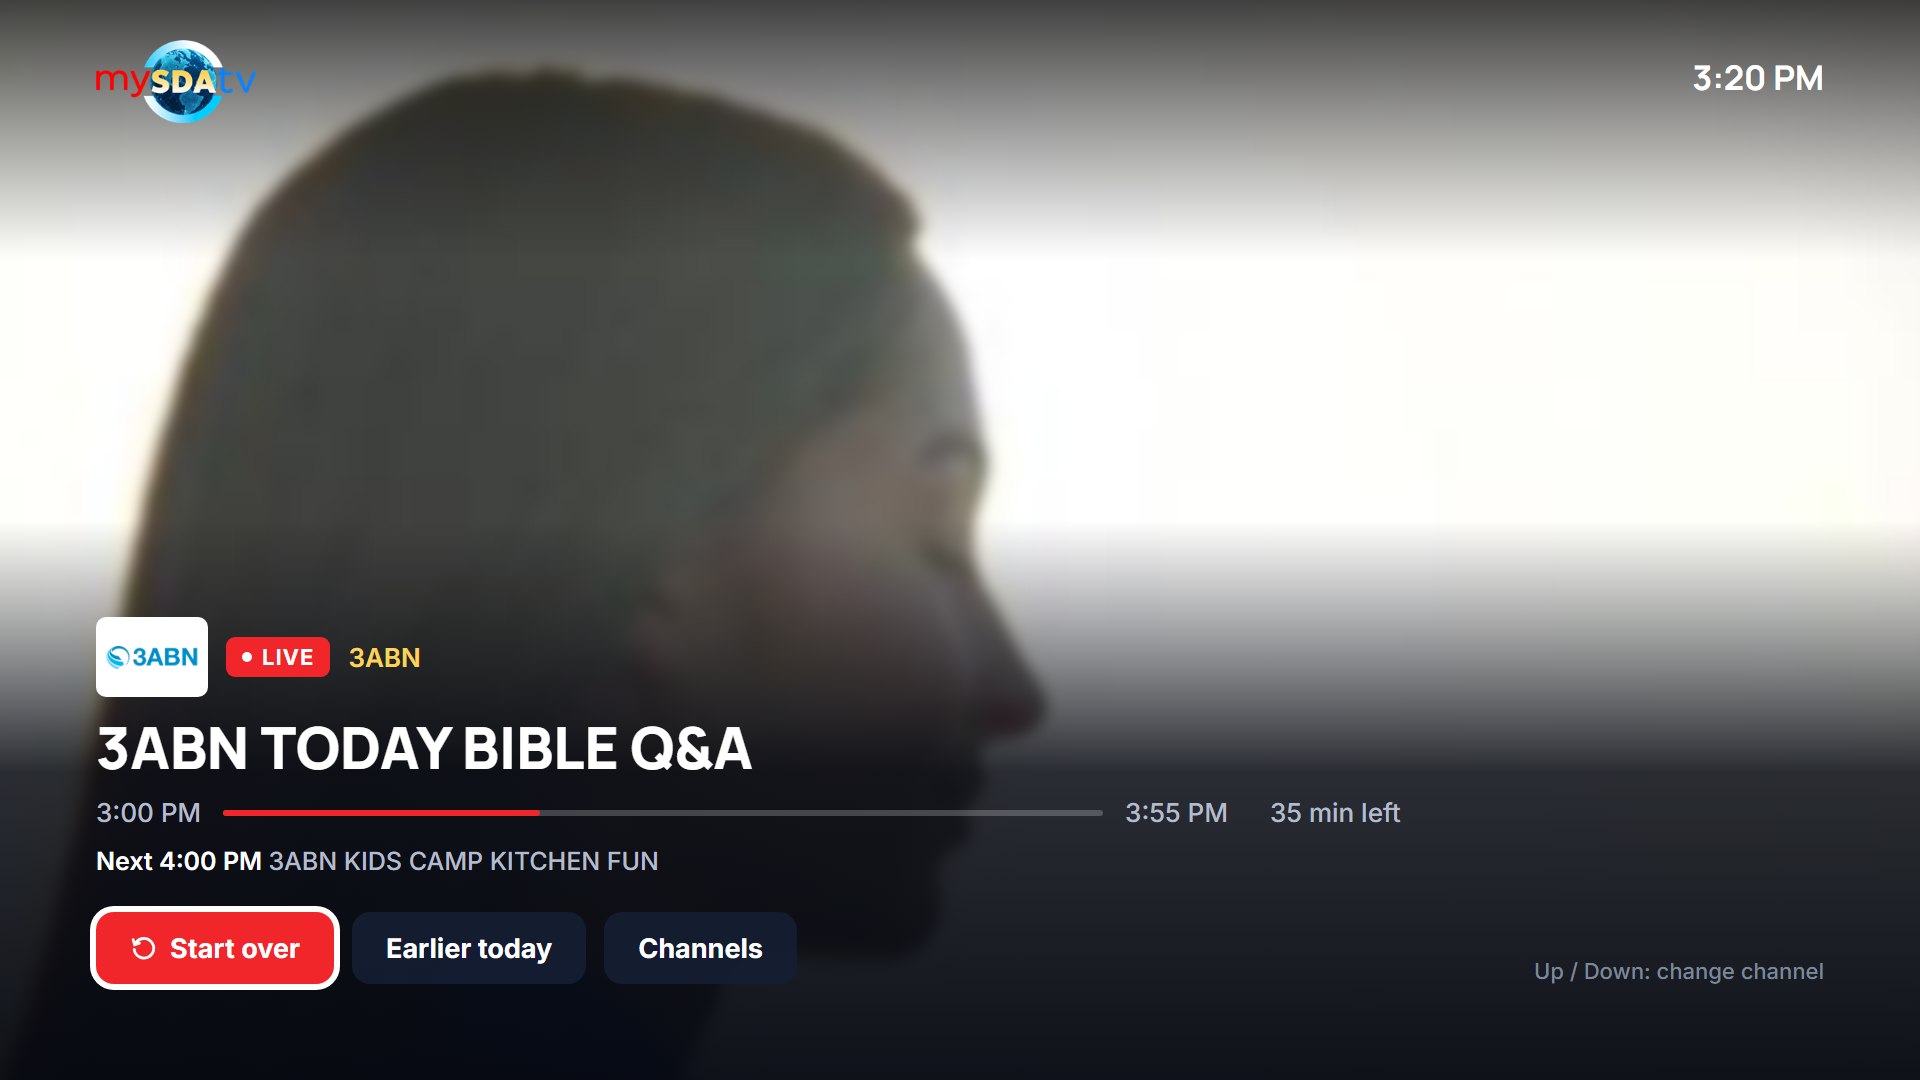 mySDAtv
3:20 PM
3ABN
LIVE
3ABN
3ABN TODAY BIBLE Q&A
3:00 PM
3:55 PM
35 min left
Next 4:00 PM 3ABN KIDS CAMP KITCHEN FUN
Start over
Earlier today
Channels
Up / Down: change channel